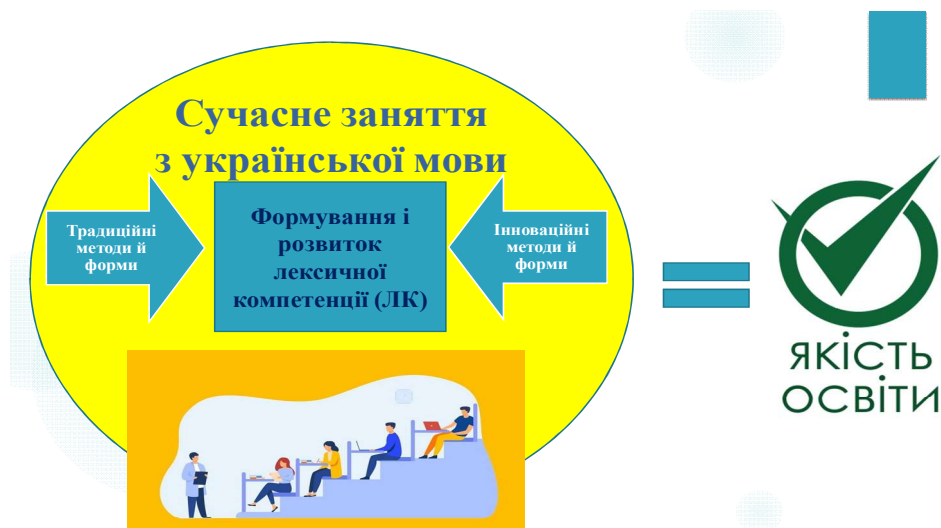 Сучасне заняття
з української мови
Традиційні
методи й
форми
Формування і
розвиток
лексичної
компетенції (ЛК)
Інноваційні
методи й
форми
ЯКІСТЬ
ОСВІТИ